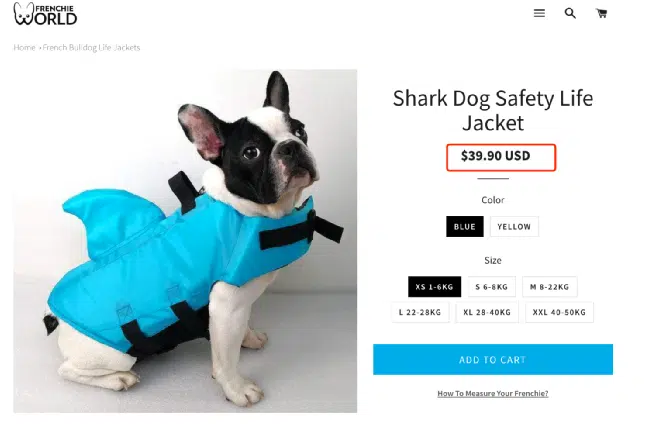 FRENCHIE
WORLD
Home › French Bulldog Life Jackets
Shark Dog Safety Life
Jacket
$39.90 USD
Color
BLUE YELLOW
Size
XS 1-6KG S 6-8KG M 8-22KG
L 22-28KG XL 28-40KG XXL 40-50KG
ADD TO CART
How To Measure Your Frenchie?